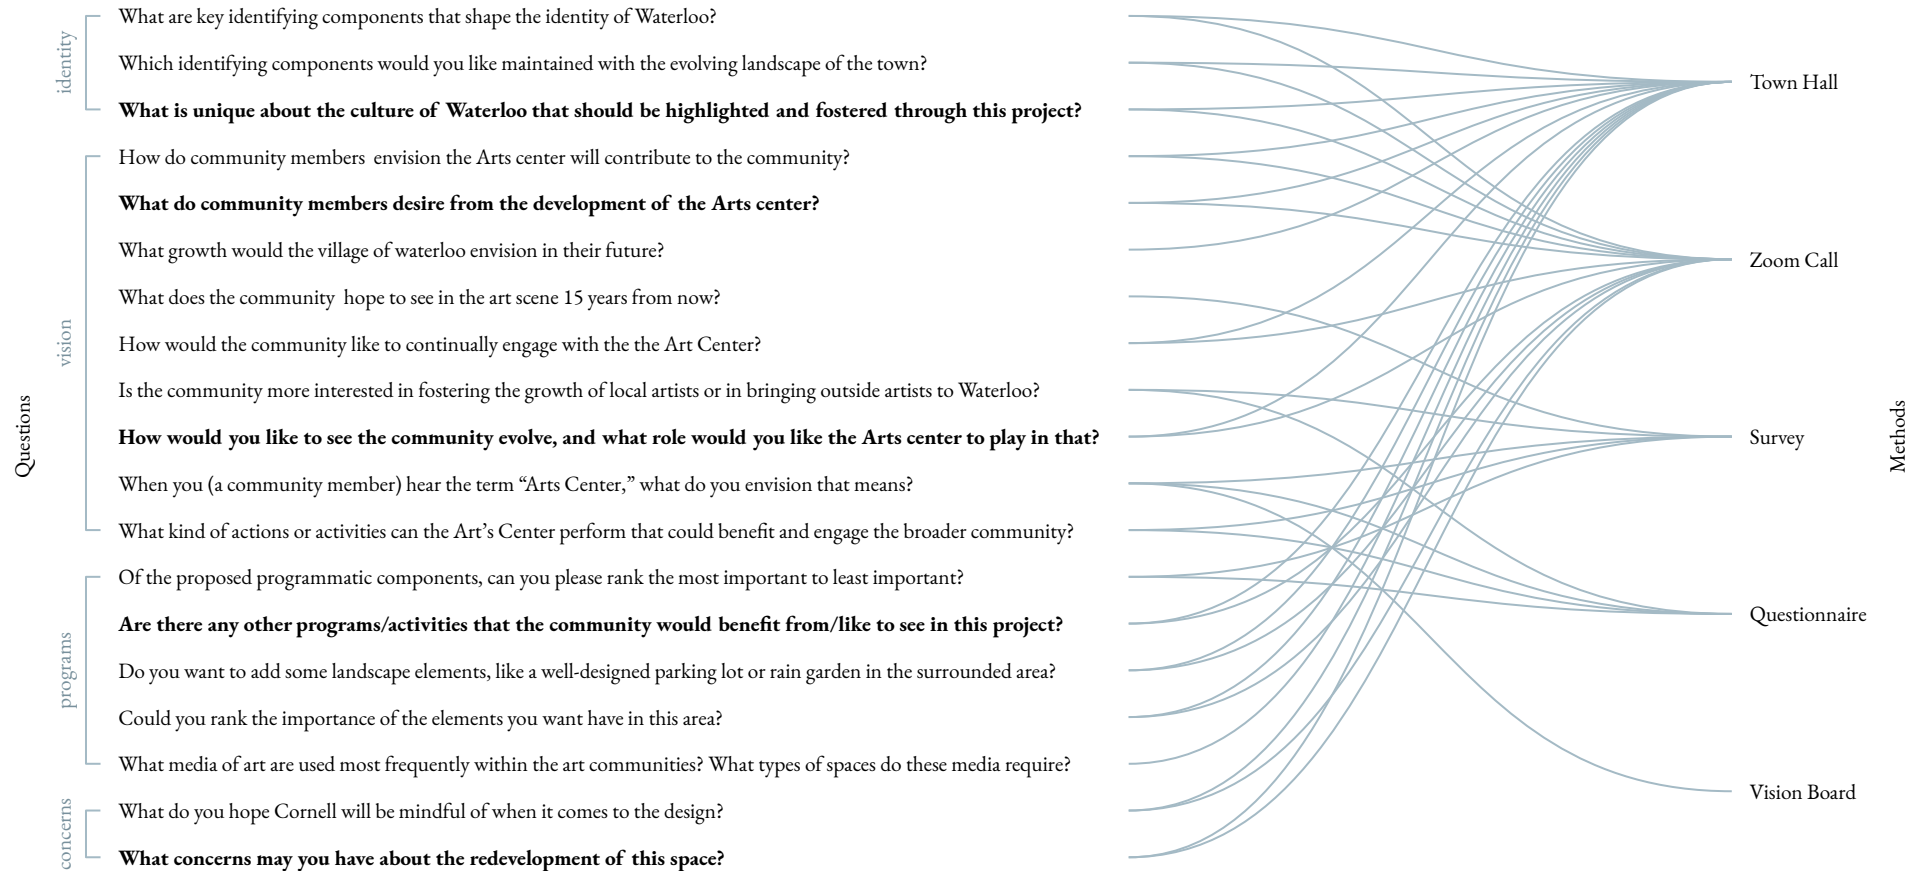 Questions
identity
What are key identifying components that shape the identity of Waterloo?
Which identifying components would you like maintained with the evolving landscape of the town?
What is unique about the culture of Waterloo that should be highlighted and fostered through this project?
vision
How do community members envision the Arts center will contribute to the community?
What do community members desire from the development of the Arts center?
What growth would the village of waterloo envision in their future?
What does the community hope to see in the art scene 15 years from now?
How would the community like to continually engage with the the Art Center?
Is the community more interested in fostering the growth of local artists or in bringing outside artists to Waterloo?
How would you like to see the community evolve, and what role would you like the Arts center to play in that?
When you (a community member) hear the term “Arts Center,” what do you envision that means?
What kind of actions or activities can the Art’s Center perform that could benefit and engage the broader community?
programs
Of the proposed programmatic components, can you please rank the most important to least important?
Are there any other programs/activities that the community would benefit from/like to see in this project?
Do you want to add some landscape elements, like a well-designed parking lot or rain garden in the surrounded area?
Could you rank the importance of the elements you want have in this area?
What media of art are used most frequently within the art communities? What types of spaces do these media require?
concerns
What do you hope Cornell will be mindful of when it comes to the design?
What concerns may you have about the redevelopment of this space?
Town Hall
Zoom Call
Survey
Questionnaire
Vision Board
Methods